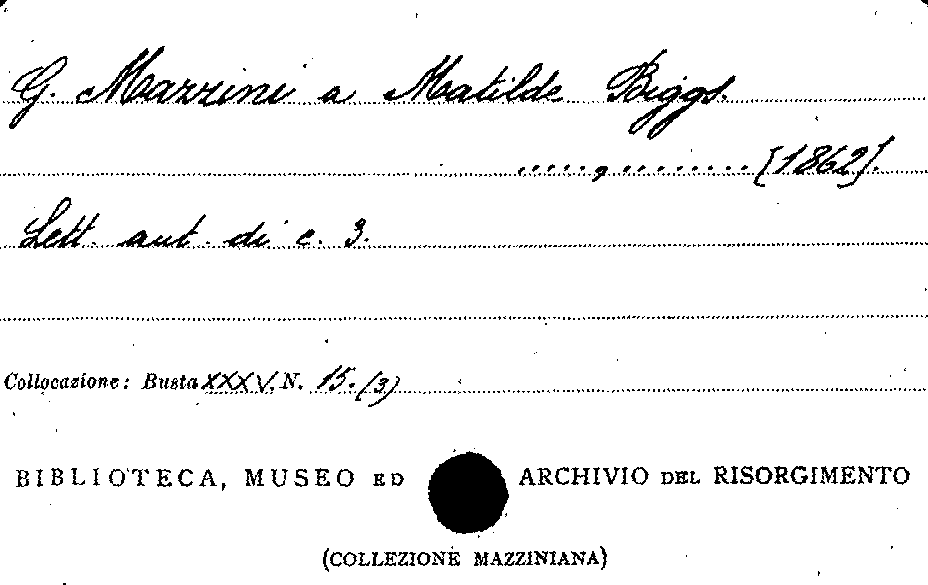 G. Mazzini a Matilde Biggs.
....., ........ [1862].
Lett. aut. di c. 3.
Collocazione: Busta XXXV. N. 15. (3)
BIBLIOTECA, MUSEO ED ARCHIVIO DEL RISORGIMENTO
(COLLEZIONE MAZZINIANA)